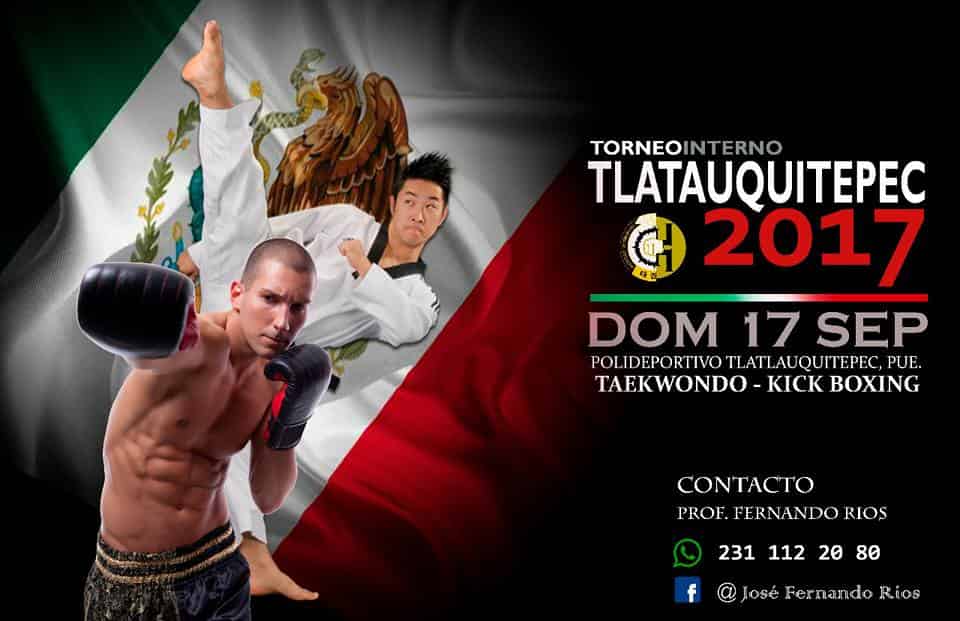 TORNEOINTERNO
TLATAUQUITEPEC
2017
DOM 17 SEP
POLIDEPORTIVO TLATLAUQUITEPEC, PUE.
TAEKWONDO - KICK BOXING
CONTACTO
PROF. FERNANDO RIOS
231 112 20 80
f @ José Fernando Ríos